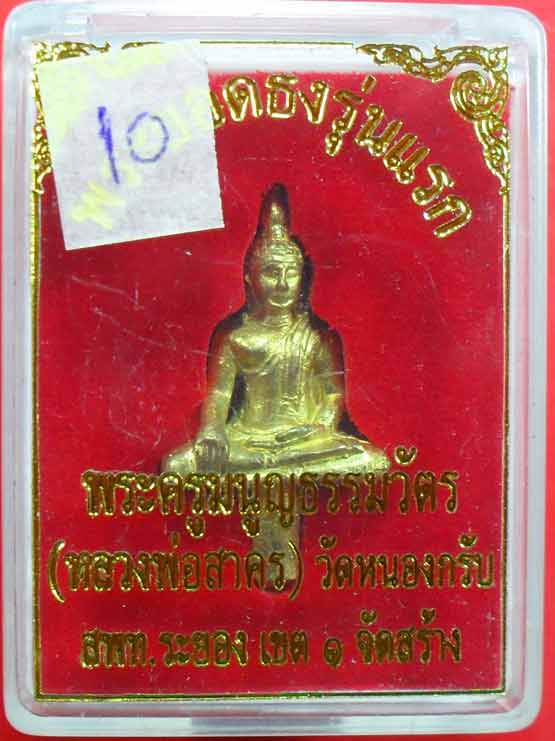 10
รุ่นแรก
พระครูมนูญธรรมวัตร
(หลวงพ่อสาคร) วัดหนองกรับ
สพท.ระยอง เขต ๑ จัดสร้าง